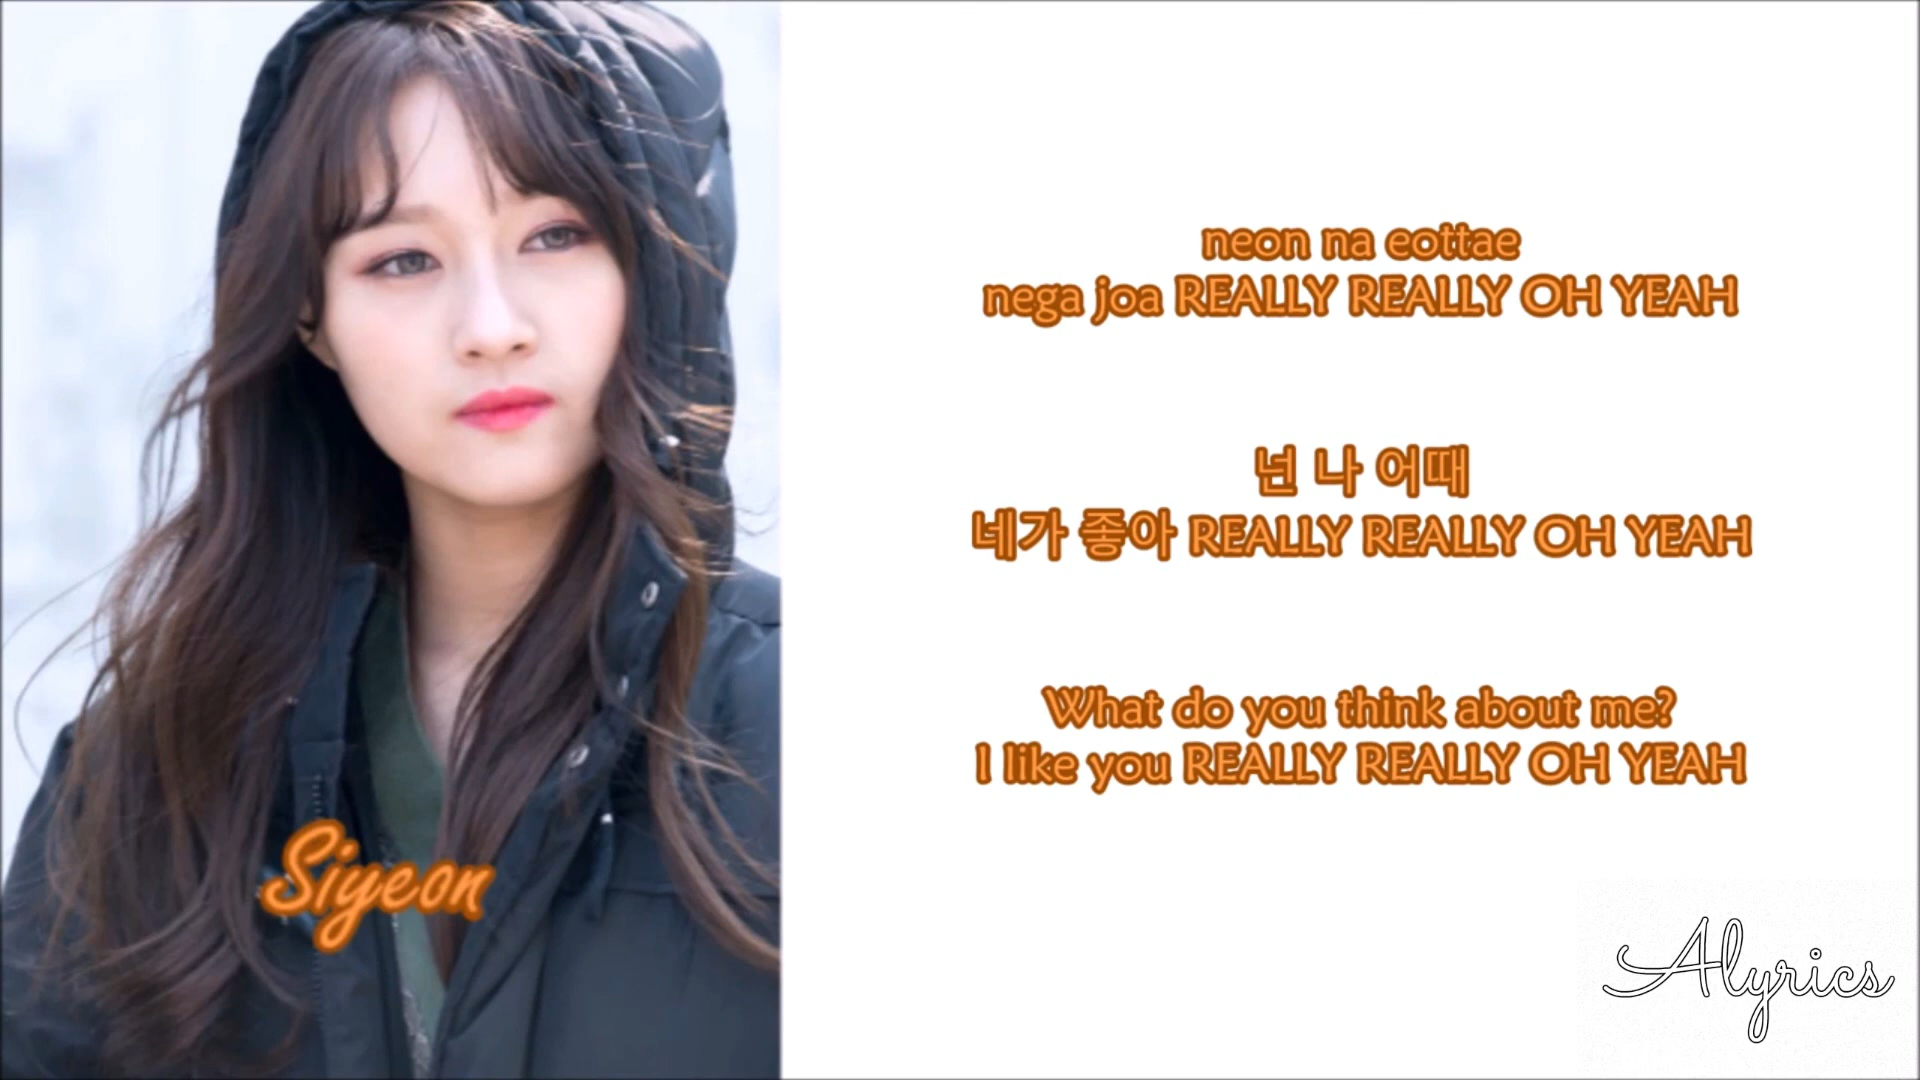 neon na eottae
nega joa REALLY REALLY OH YEAH
넌 나 어때
네가 좋아 REALLY REALLY OH YEAH
What do you think about me?
I like you REALLY REALLY OH YEAH
Siyeon
Alyrics